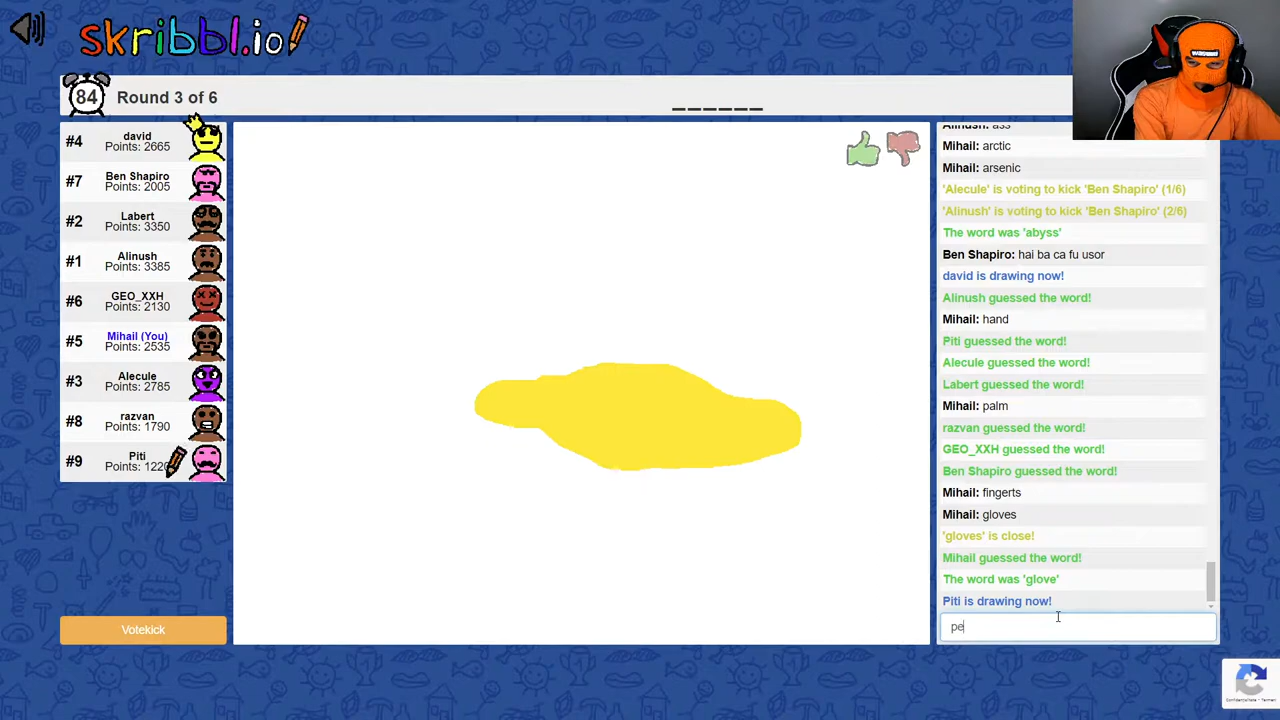 skribbl.io
84
Round 3 of 6
______
#4
david
Points: 2665
#7
Ben Shapiro
Points: 2005
#2
Labert
Points: 3350
#1
Alinush
Points: 3385
#6
GEO_XXH
Points: 2130
#5
Mihail (You)
Points: 2535
#3
Alecule
Points: 2785
#8
razvan
Points: 1790
#9
Piti
Points: 1220
Votekick
Alinush: ass
Mihail: arctic
Mihail: arsenic
'Alecule' is voting to kick 'Ben Shapiro' (1/6)
'Alinush' is voting to kick 'Ben Shapiro' (2/6)
The word was 'abyss'
Ben Shapiro: hai ba ca fu usor
david is drawing now!
Alinush guessed the word!
Mihail: hand
Piti guessed the word!
Alecule guessed the word!
Labert guessed the word!
Mihail: palm
razvan guessed the word!
GEO_XXH guessed the word!
Ben Shapiro guessed the word!
Mihail: fingerts
Mihail: gloves
'gloves' is close!
Mihail guessed the word!
The word was 'glove'
Piti is drawing now!
pe